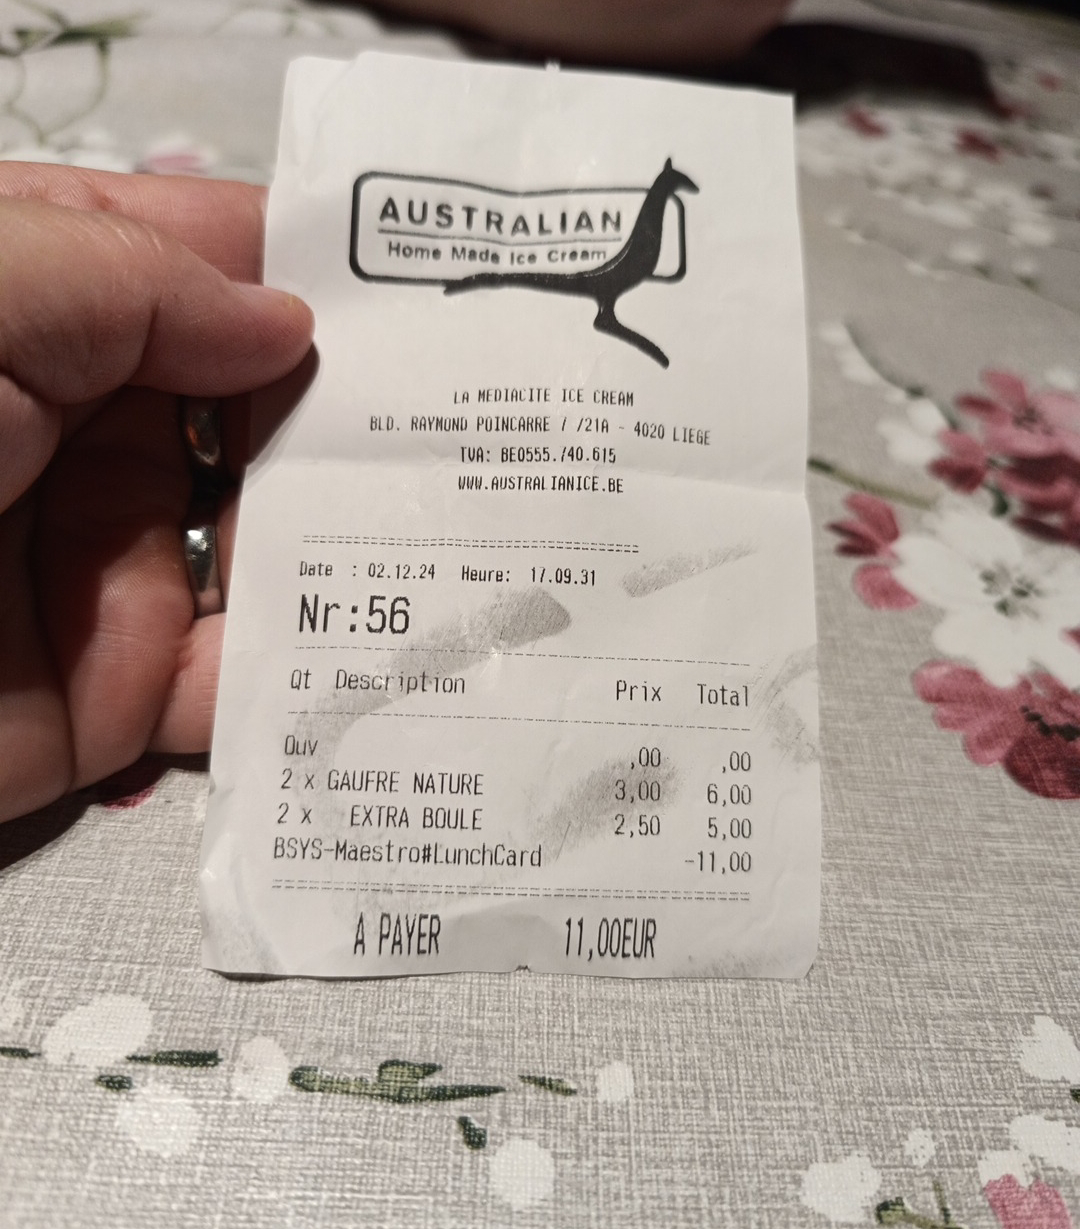 AUSTRALIAN
Home Made Ice Cream
LA MEDIACITE ICE CREAM
BLD. RAYMOND POINCARRE 7 /21A - 4020 LIEGE
TVA: BE0555.740.615
WWW.AUSTRALIANICE.BE
Date : 02.12.24 Heure: 17.09.31
Nr:56
Qt Description Prix Total
Ouv ,00 ,00
2 x GAUFRE NATURE 3,00 6,00
2 x EXTRA BOULE 2,50 5,00
BSYS-Maestro#LunchCard -11,00
A PAYER 11,00EUR